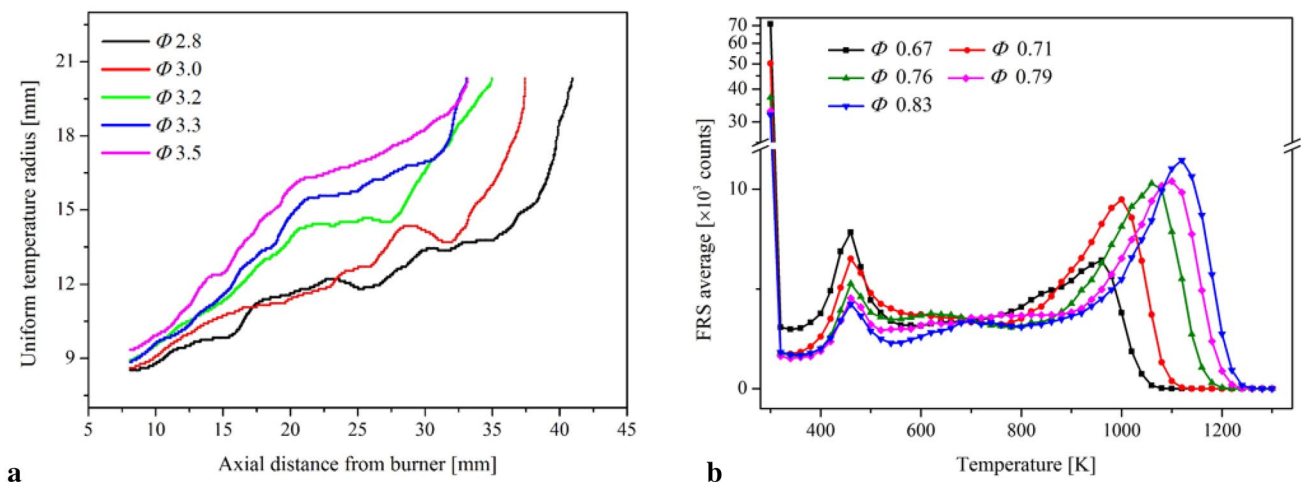 Uniform temperature radius [mm]
21
18
15
12
9
Φ 2.8
Φ 3.0
Φ 3.2
Φ 3.3
Φ 3.5
5 10 15 20 25 30 35 40 45
Axial distance from burner [mm]
a
FRS average [×10³ counts]
70
60
50
40
30
10
0
Φ 0.67 Φ 0.71
Φ 0.76 Φ 0.79
Φ 0.83
400 600 800 1000 1200
Temperature [K]
b